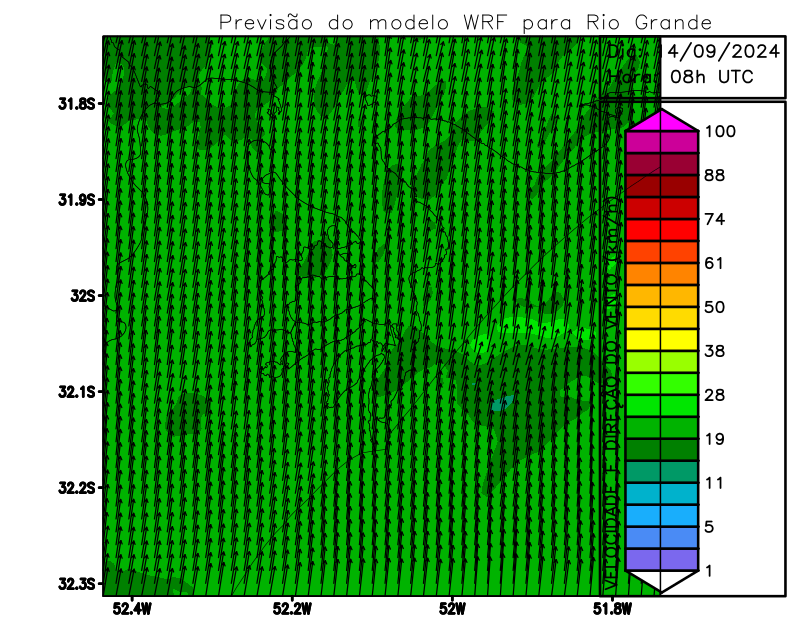 Previsão do modelo WRF para Rio Grande
Dia: 14/09/2024
Hora: 08h UTC
31.8S
31.9S
32S
32.1S
32.2S
32.3S
52.4W
52.2W
52W
51.8W
VELOCIDADE E DIREÇÃO DO VENTO (km/h)
100
88
74
61
50
38
28
19
11
5
1